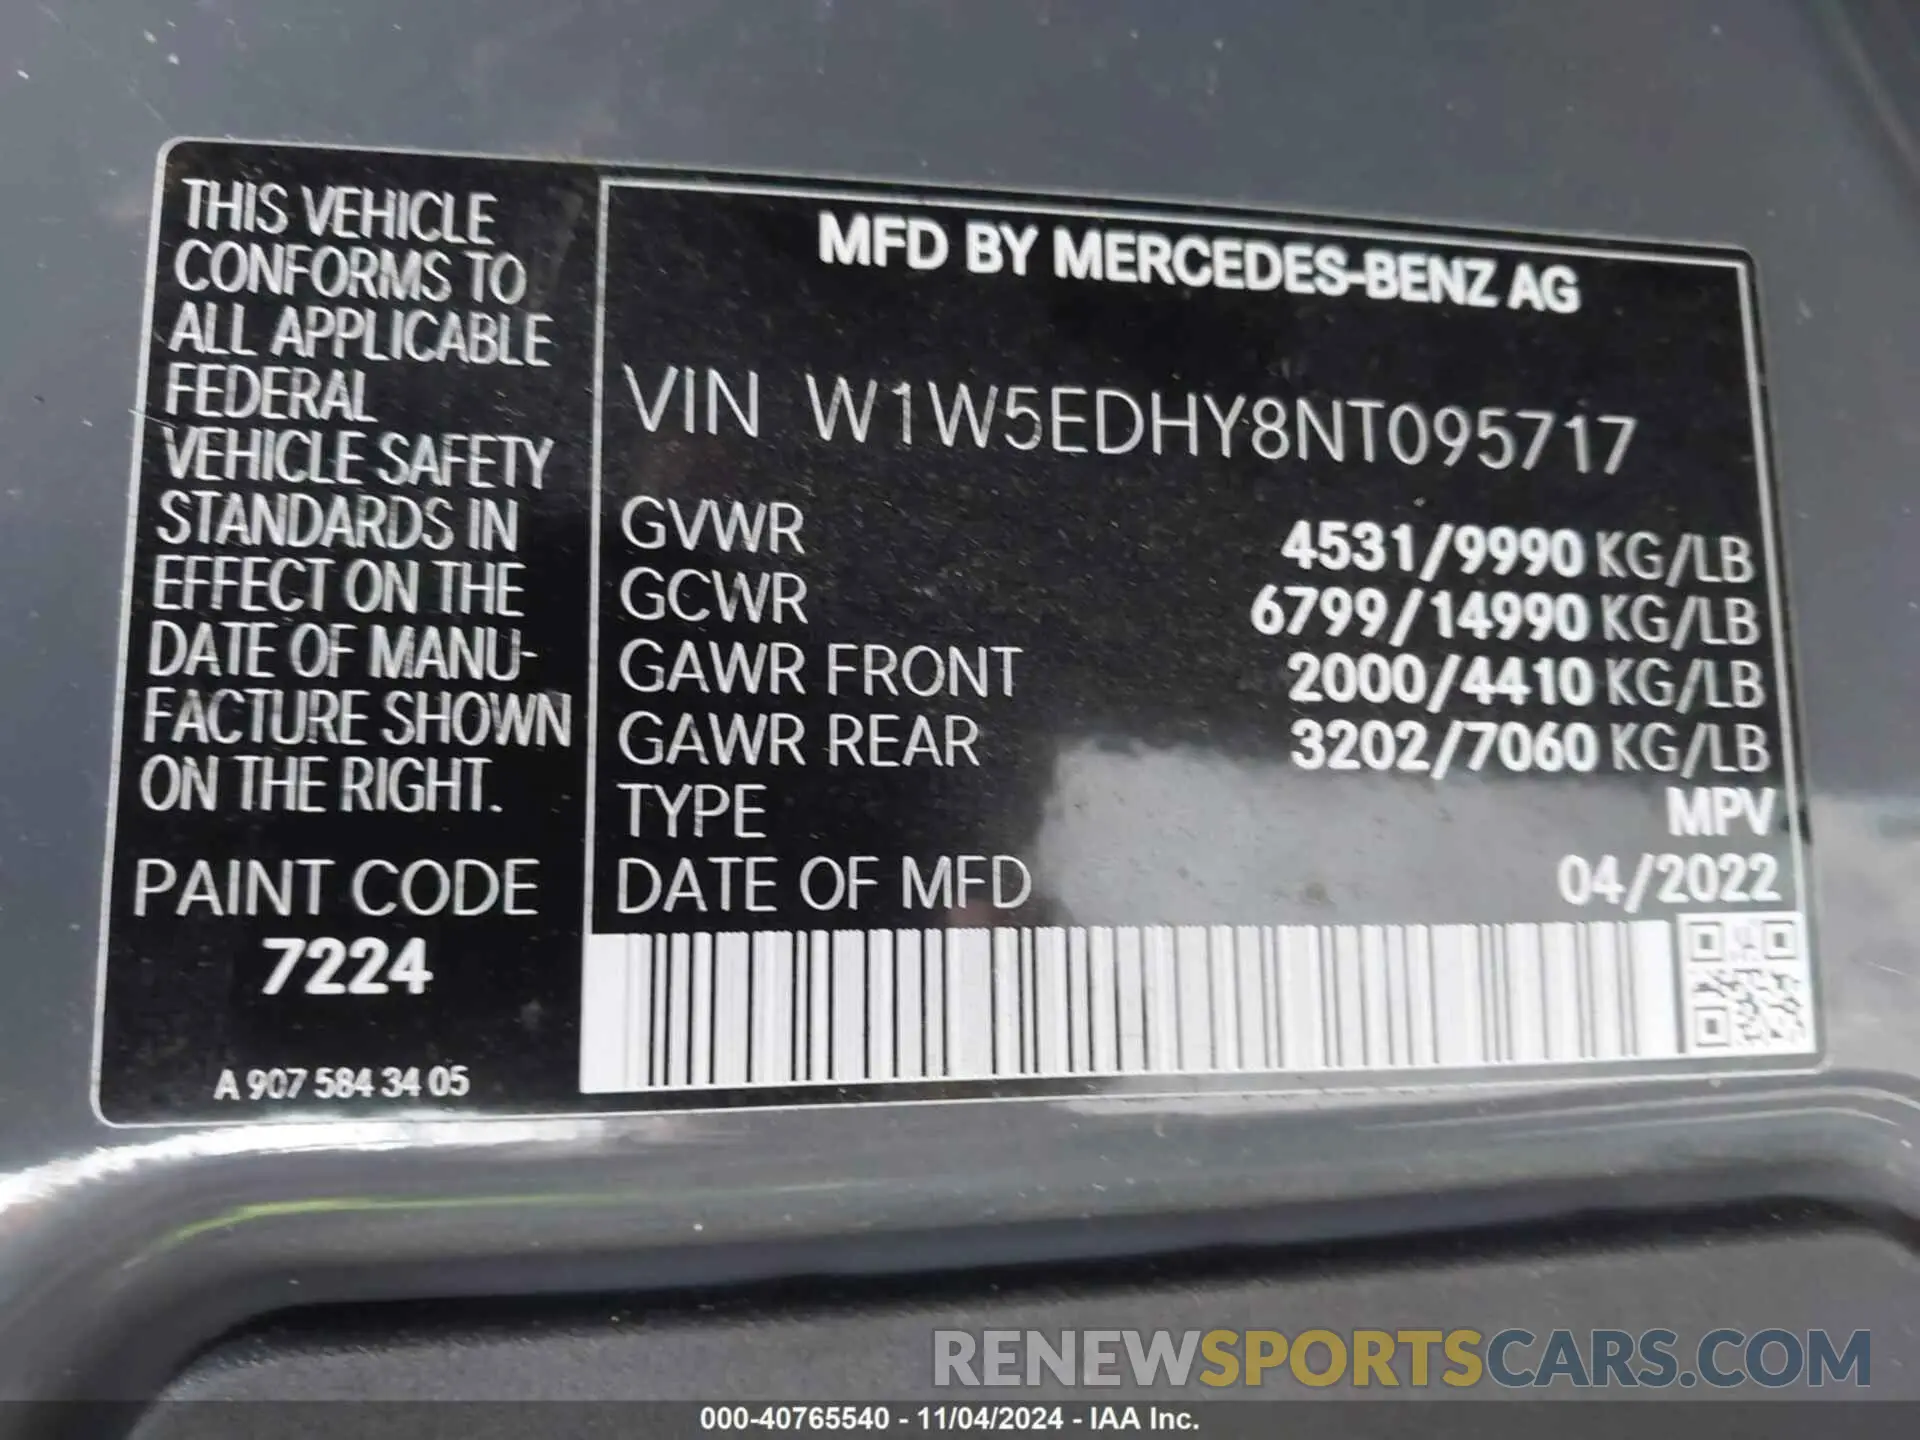 THIS VEHICLE
CONFORMS TO
ALL APPLICABLE
FEDERAL
VEHICLE SAFETY
STANDARDS IN
EFFECT ON THE
DATE OF MANU-
FACTURE SHOWN
ON THE RIGHT.
PAINT CODE
7224
A 907 584 34 05
MFD BY MERCEDES-BENZ AG
VIN W1W5EDHY8NT095717
GVWR 4531/9990 KG/LB
GCWR 6799/14990 KG/LB
GAWR FRONT 2000/4410 KG/LB
GAWR REAR 3202/7060 KG/LB
TYPE MPV
DATE OF MFD 04/2022
RENEWSPORTSCARS.COM
000-40765540 - 11/04/2024 - IAA Inc.